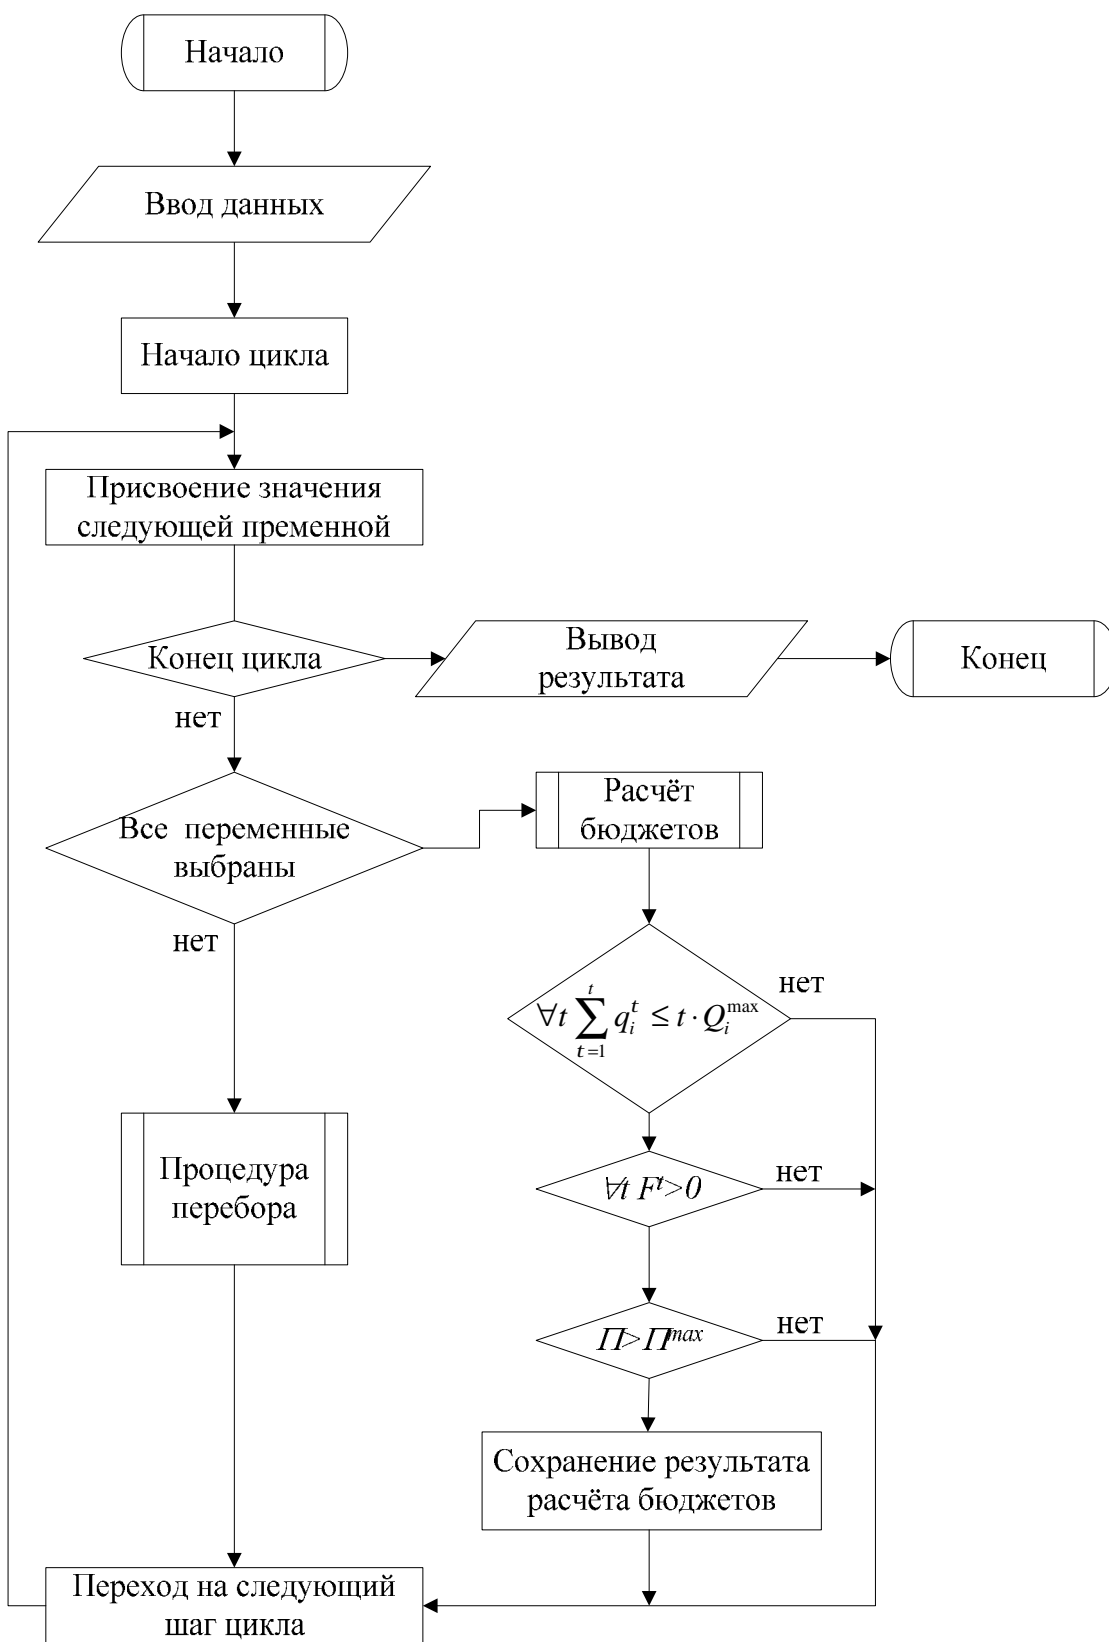 Начало
Ввод данных
Начало цикла
Присвоение значения
следующей пременной
Конец цикла
Вывод
результата
Конец
нет
Все переменные
выбраны
Расчёт
бюджетов
нет
∀t ∑_{t=1}^{t} q_i^t ≤ t · Q_i^{max}
нет
Процедура
перебора
∀t F^t>0
нет
П>П^{max}
нет
Сохранение результата
расчёта бюджетов
Переход на следующий
шаг цикла